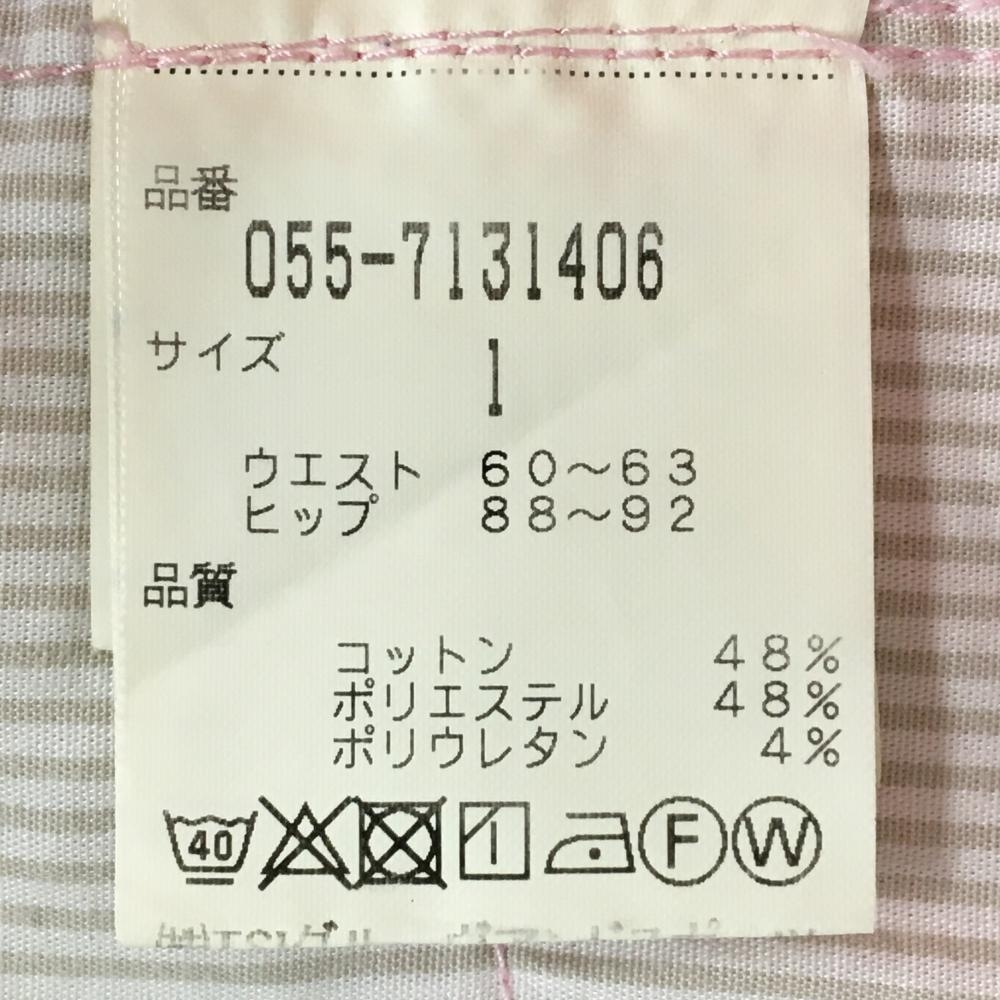 品番
055-7131406
サイズ
1
ウエスト 60～63
ヒップ 88～92
品質
コットン 48%
ポリエステル 48%
ポリウレタン 4%
40 F W